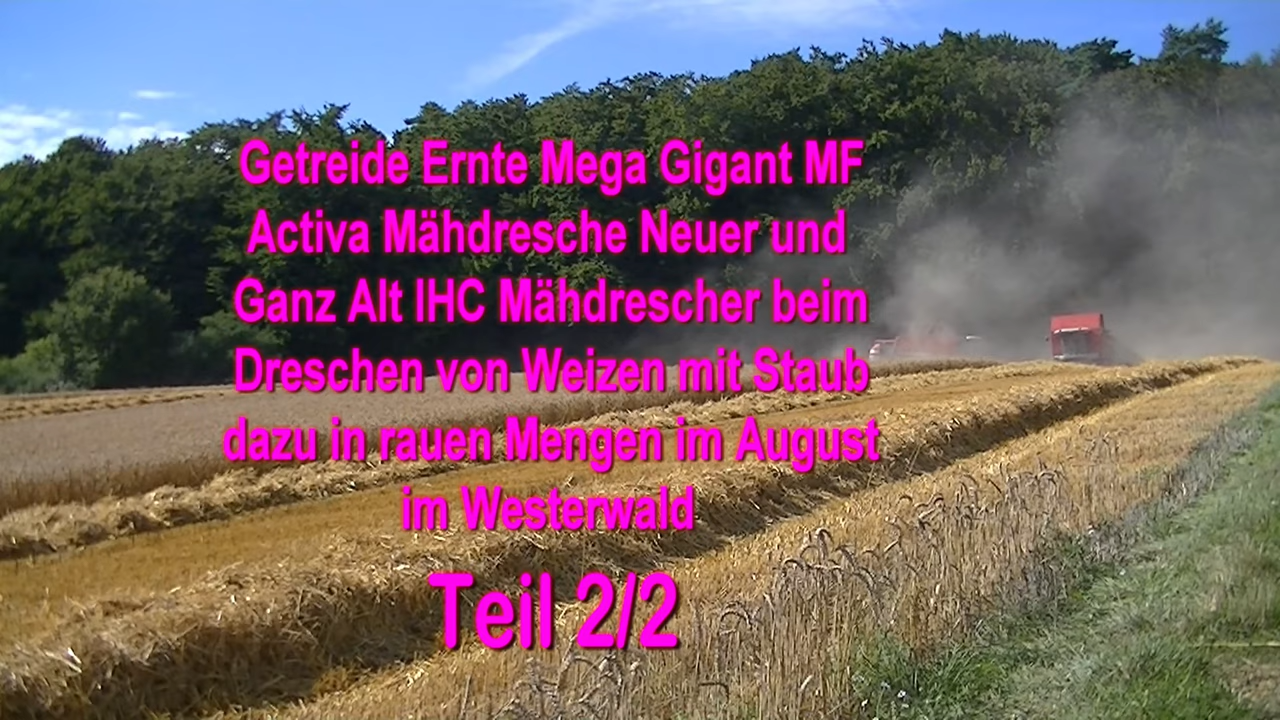 Getreide Ernte Mega Gigant MF
Activa Mähdresche Neuer und
Ganz Alt IHC Mähdrescher beim
Dreschen von Weizen mit Staub
dazu in rauen Mengen im August
im Westerwald
Teil 2/2